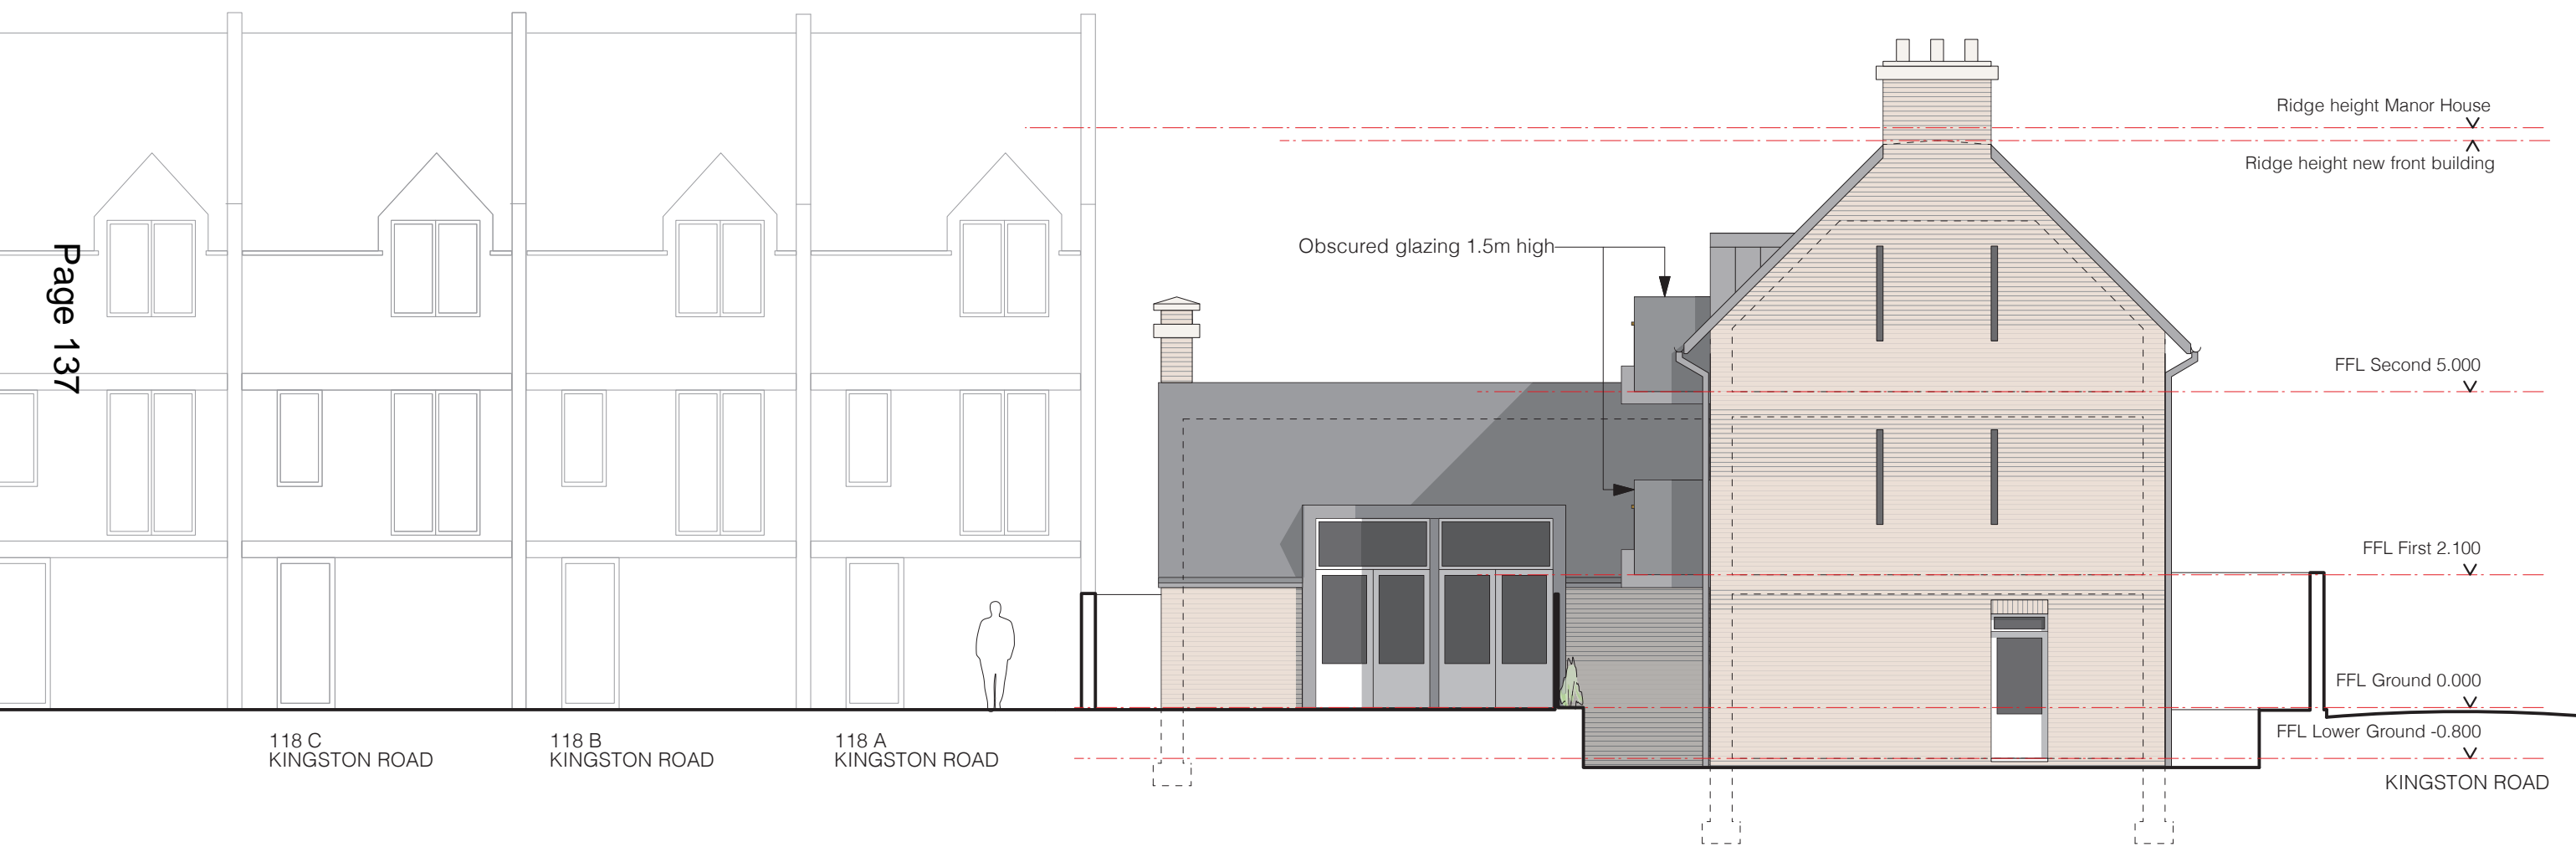 Page 137
Ridge height Manor House
Ridge height new front building
Obscured glazing 1.5m high
FFL Second 5.000
FFL First 2.100
FFL Ground 0.000
FFL Lower Ground -0.800
118 C
KINGSTON ROAD
118 B
KINGSTON ROAD
118 A
KINGSTON ROAD
KINGSTON ROAD